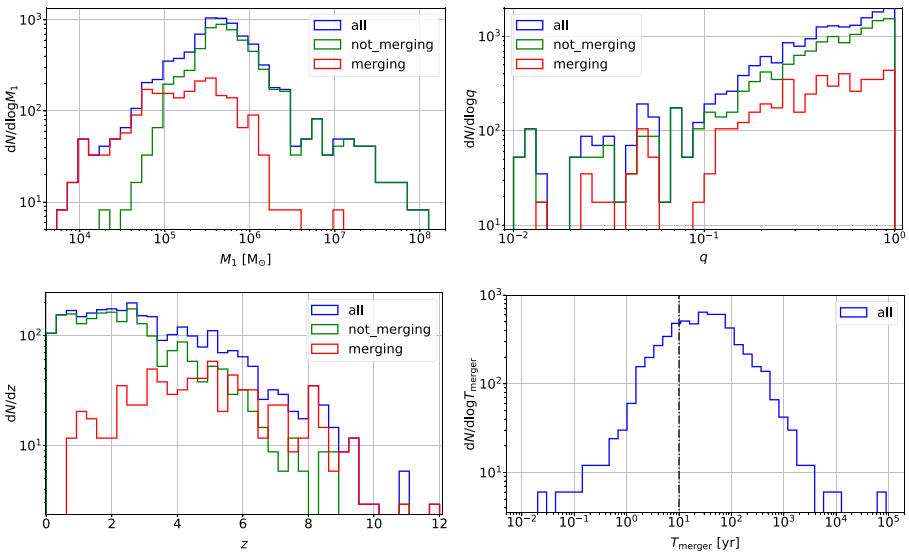 10³
10²
10¹
dN/dlogM₁
all
not_merging
merging
10⁴ 10⁵ 10⁶ 10⁷ 10⁸
M₁ [M⊙]
10³
10²
10¹
dN/dlogq
all
not_merging
merging
10⁻² 10⁻¹ 10⁰
q
10²
10¹
dN/dz
all
not_merging
merging
0 2 4 6 8 10 12
z
10³
10²
10¹
dN/dlogT_merger
all
10⁻² 10⁻¹ 10⁰ 10¹ 10² 10³ 10⁴ 10⁵
T_merger [yr]